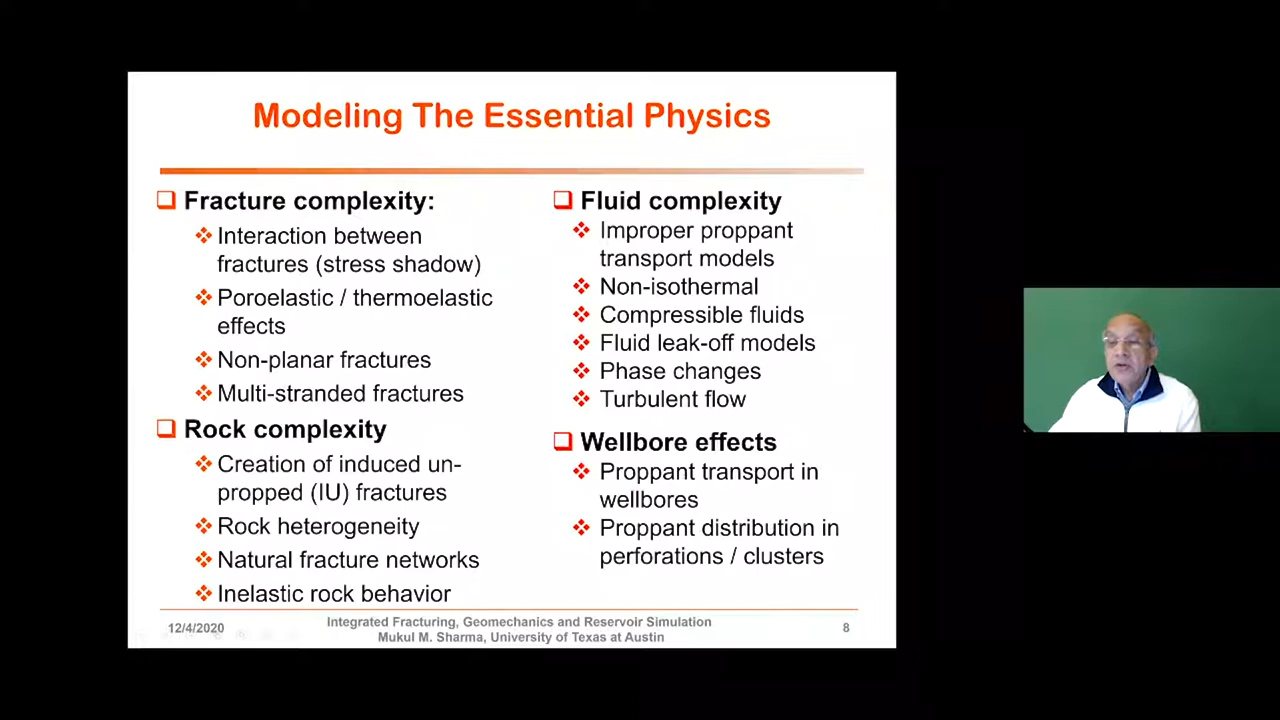 Modeling The Essential Physics
Fracture complexity:
Interaction between
fractures (stress shadow)
Poroelastic / thermoelastic
effects
Non-planar fractures
Multi-stranded fractures
Rock complexity
Creation of induced un-
propped (IU) fractures
Rock heterogeneity
Natural fracture networks
Inelastic rock behavior
Fluid complexity
Improper proppant
transport models
Non-isothermal
Compressible fluids
Fluid leak-off models
Phase changes
Turbulent flow
Wellbore effects
Proppant transport in
wellbores
Proppant distribution in
perforations / clusters
12/4/2020
Integrated Fracturing, Geomechanics and Reservoir Simulation
Mukul M. Sharma, University of Texas at Austin
8